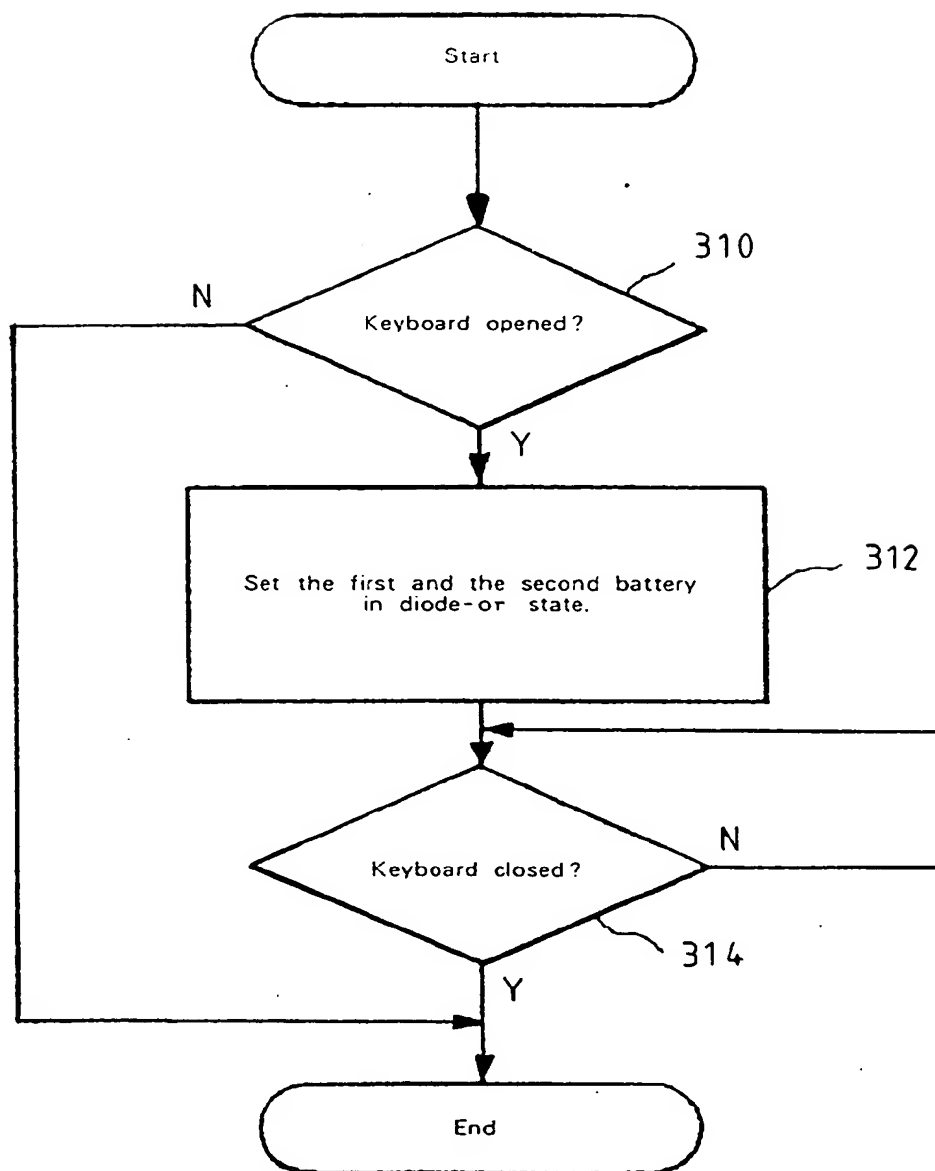 Start
310
N
Keyboard opened?
Y
Set the first and the second battery
in diode-or state.
312
N
Keyboard closed?
314
Y
End